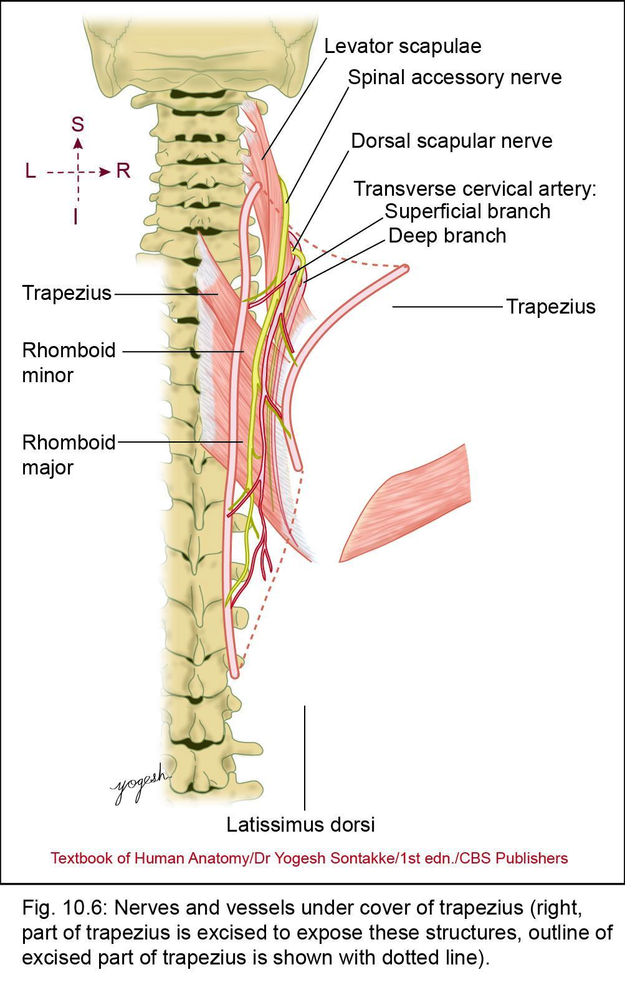 Levator scapulae
Spinal accessory nerve
S
Dorsal scapular nerve
L
R
Transverse cervical artery:
Superficial branch
I
Deep branch
Trapezius
Trapezius
Rhomboid
minor
Rhomboid
major
yogesh
Latissimus dorsi
Textbook of Human Anatomy/Dr Yogesh Sontakke/1st edn./CBS Publishers
Fig. 10.6: Nerves and vessels under cover of trapezius (right,
part of trapezius is excised to expose these structures, outline of
excised part of trapezius is shown with dotted line).